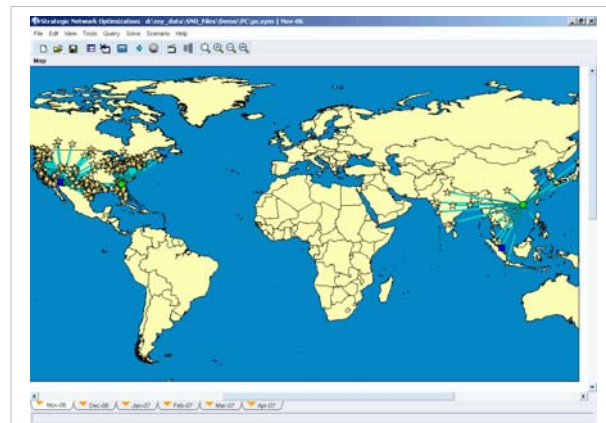 Strategic Network Optimization: d:\my_data\SNO_Files\Demo\PC\pc.sym | Nov-06
File Edit View Tools Query Solve Scenario Help
Map
Nov-06 Dec-06 Jan-07 Feb-07 Mar-07 Apr-07